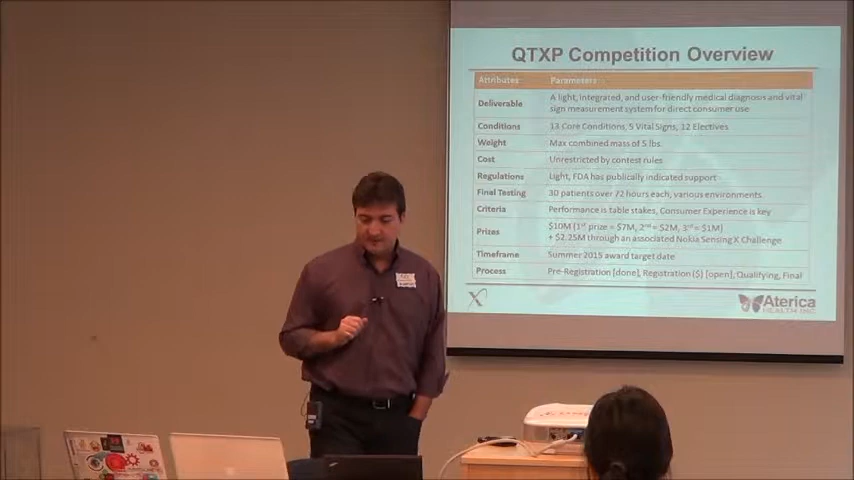 QTXP Competition Overview
Attributes Parameters
Deliverable A light, integrated, and user-friendly medical diagnosis and vital
sign measurement system for direct consumer use
Conditions 13 Core Conditions, 5 Vital Signs, 12 Electives
Weight Max combined mass of 5 lbs
Cost Unrestricted by contest rules
Regulations Light, FDA has publically indicated support
Final Testing 30 patients over 72 hours each, various environments
Criteria Performance is table stakes, Consumer Experience is key
Prizes $10M (1st prize = $7M, 2nd = $2M, 3rd = $1M)
+ $2.25M through an associated Nokia Sensing X Challenge
Timeframe Summer 2015 award target date
Process Pre-Registration [done], Registration ($) [open], Qualifying, Final
Aterica
HEALTH INC